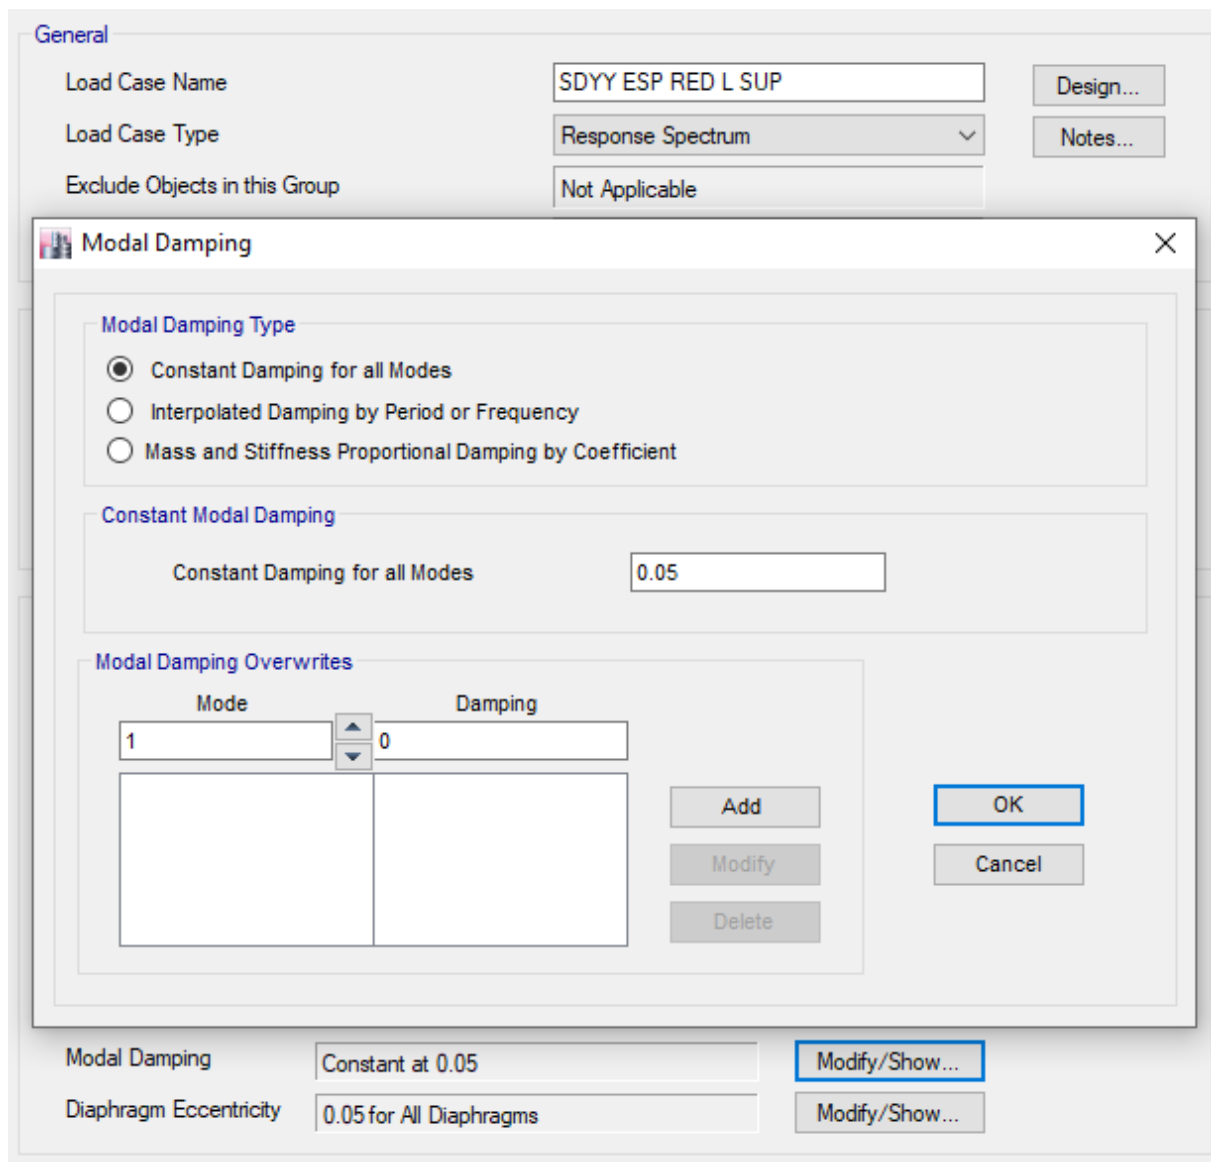 General
Load Case Name SDYY ESP RED L SUP Design...
Load Case Type Response Spectrum Notes...
Exclude Objects in this Group Not Applicable
Modal Damping
Modal Damping Type
Constant Damping for all Modes
Interpolated Damping by Period or Frequency
Mass and Stiffness Proportional Damping by Coefficient
Constant Modal Damping
Constant Damping for all Modes 0.05
Modal Damping Overwrites
Mode Damping
1 0
Add OK
Modify Cancel
Delete
Modal Damping Constant at 0.05 Modify/Show...
Diaphragm Eccentricity 0.05 for All Diaphragms Modify/Show...